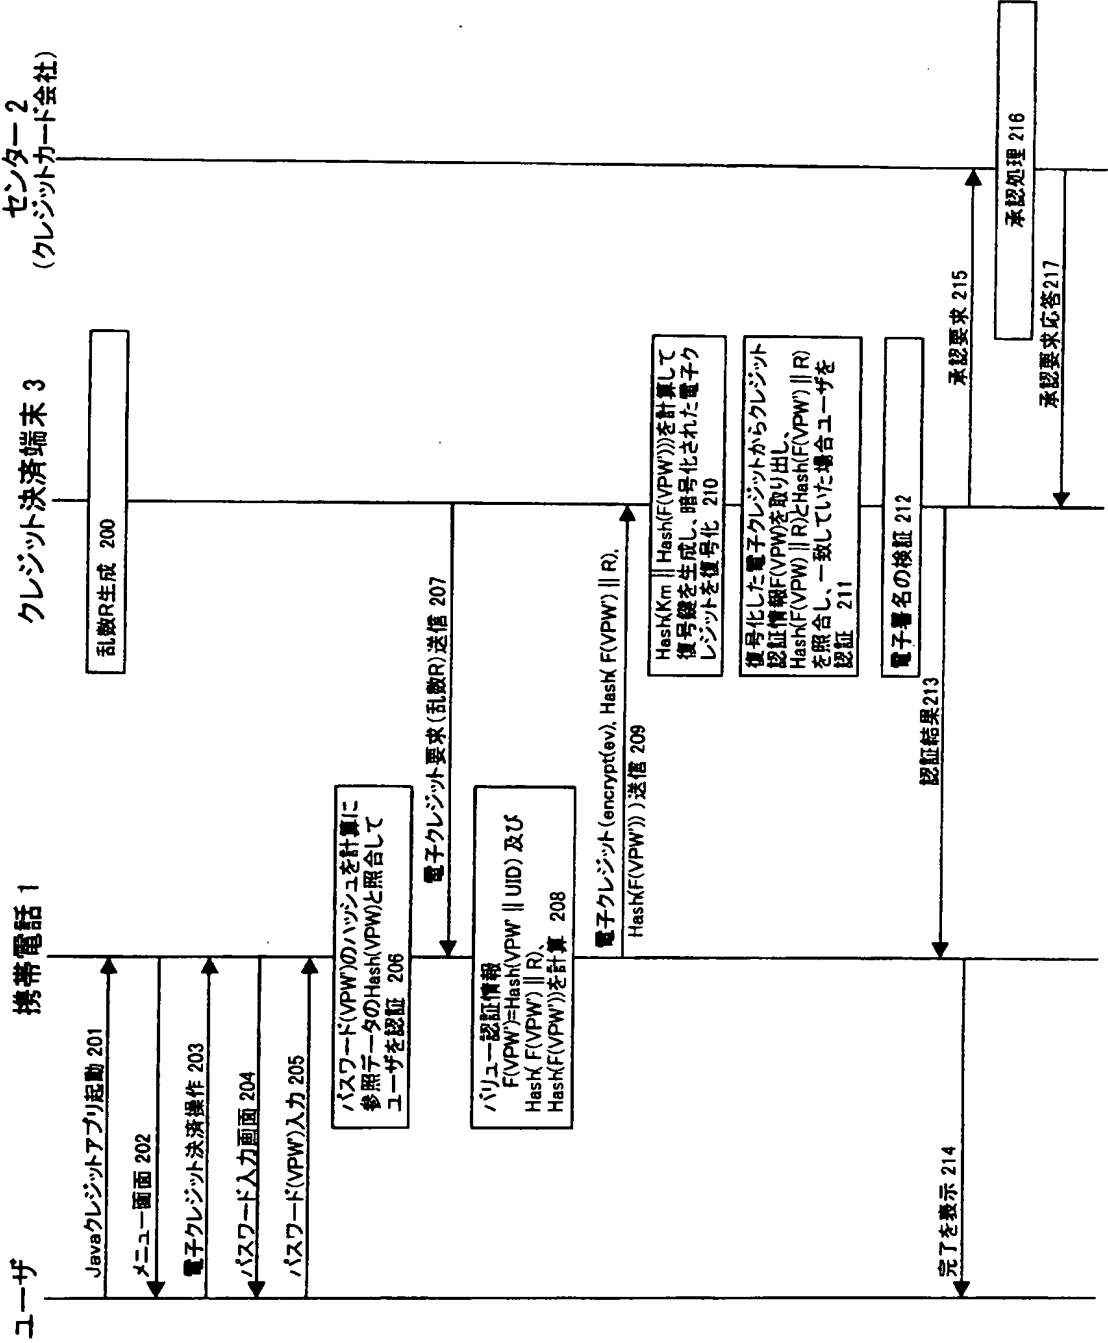 ユーザ
携帯電話 1
クレジット決済端末 3
センター 2
(クレジットカード会社)
乱数R生成 200
Javaクレジットアプリ起動 201
メニュー画面 202
電子クレジット決済操作 203
パスワード入力画面 204
パスワード(VPW')入力 205
パスワード(VPW')のハッシュを計算に
参照データのHash(VPW)と照合して
ユーザを認証 206
電子クレジット要求(乱数R)送信 207
バリュー認証情報
F(VPW')=Hash(VPW' || UID) 及び
Hash( F(VPW') || R),
Hash(F(VPW'))を計算 208
電子クレジット(encrypt(ev), Hash( F(VPW') || R),
Hash(F(VPW')) )送信 209
Hash(Km || Hash(F(VPW')))を計算して
復号鍵を生成し、暗号化された電子ク
レジットを復号化 210
復号化した電子クレジットからクレジット
認証情報F(VPW)を取り出し、
Hash(F(VPW) || R)とHash(F(VPW') || R)
を照合し、一致していた場合ユーザを
認証 211
電子署名の検証 212
認証結果213
完了を表示 214
承認要求 215
承認処理 216
承認要求応答217